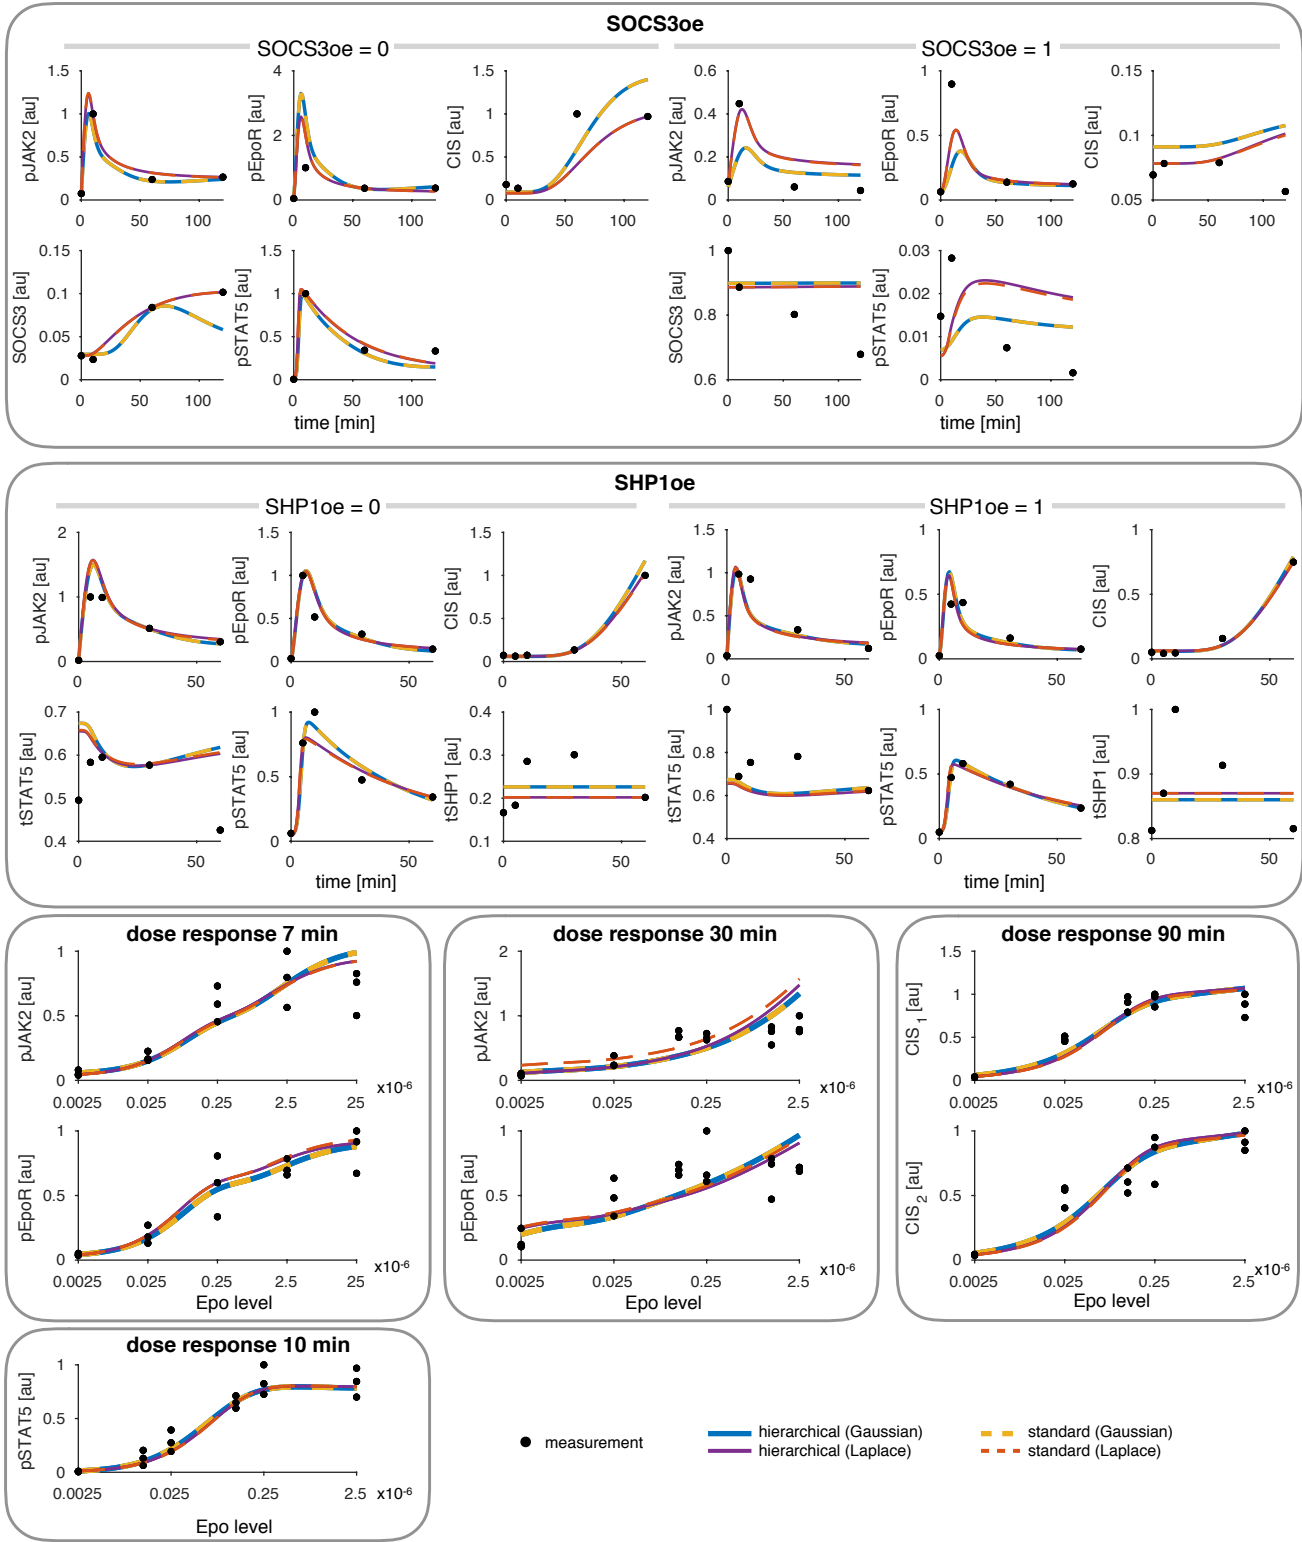 SOCS3oe
SOCS3oe = 0
SOCS3oe = 1
1.5
1
0.5
0
pJAK2 [au]
0 50 100
4
2
0
pEpoR [au]
0 50 100
1.5
1
0.5
0
CIS [au]
0 50 100
0.6
0.4
0.2
0
pJAK2 [au]
0 50 100
1
0.5
0
pEpoR [au]
0 50 100
0.15
0.1
0.05
CIS [au]
0 50 100
0.15
0.1
0.05
0
SOCS3 [au]
0 50 100
1.5
1
0.5
0
pSTAT5 [au]
0 50 100
time [min]
1
0.8
0.6
SOCS3 [au]
0 50 100
0.03
0.02
0.01
0
pSTAT5 [au]
0 50 100
time [min]
SHP1oe
SHP1oe = 0
SHP1oe = 1
2
1
0
pJAK2 [au]
0 50
1.5
1
0.5
0
pEpoR [au]
0 50
1.5
1
0.5
0
CIS [au]
0 50
1.5
1
0.5
0
pJAK2 [au]
0 50
1
0.5
0
pEpoR [au]
0 50
1
0.5
0
CIS [au]
0 50
0.7
0.6
0.5
0.4
tSTAT5 [au]
0 50
1
0.5
0
pSTAT5 [au]
0 50
time [min]
0.4
0.3
0.2
0.1
tSHP1 [au]
0 50
1
0.8
0.6
0.4
tSTAT5 [au]
0 50
1
0.5
0
pSTAT5 [au]
0 50
time [min]
1
0.9
0.8
tSHP1 [au]
0 50
dose response 7 min
1
0.5
0
pJAK2 [au]
x10-6
0.0025 0.025 0.25 2.5 25
1
0.5
0
pEpoR [au]
x10-6
0.0025 0.025 0.25 2.5 25
Epo level
dose response 30 min
2
1
0
pJAK2 [au]
x10-6
0.0025 0.025 0.25 2.5
1
0.5
0
pEpoR [au]
x10-6
0.0025 0.025 0.25 2.5
Epo level
dose response 90 min
1.5
1
0.5
0
CIS1 [au]
x10-6
0.0025 0.025 0.25 2.5
1
0.5
0
CIS2 [au]
x10-6
0.0025 0.025 0.25 2.5
Epo level
dose response 10 min
1
0.5
0
pSTAT5 [au]
0.0025 0.025 0.25 2.5 x10-6
Epo level
measurement
hierarchical (Gaussian)
hierarchical (Laplace)
standard (Gaussian)
standard (Laplace)